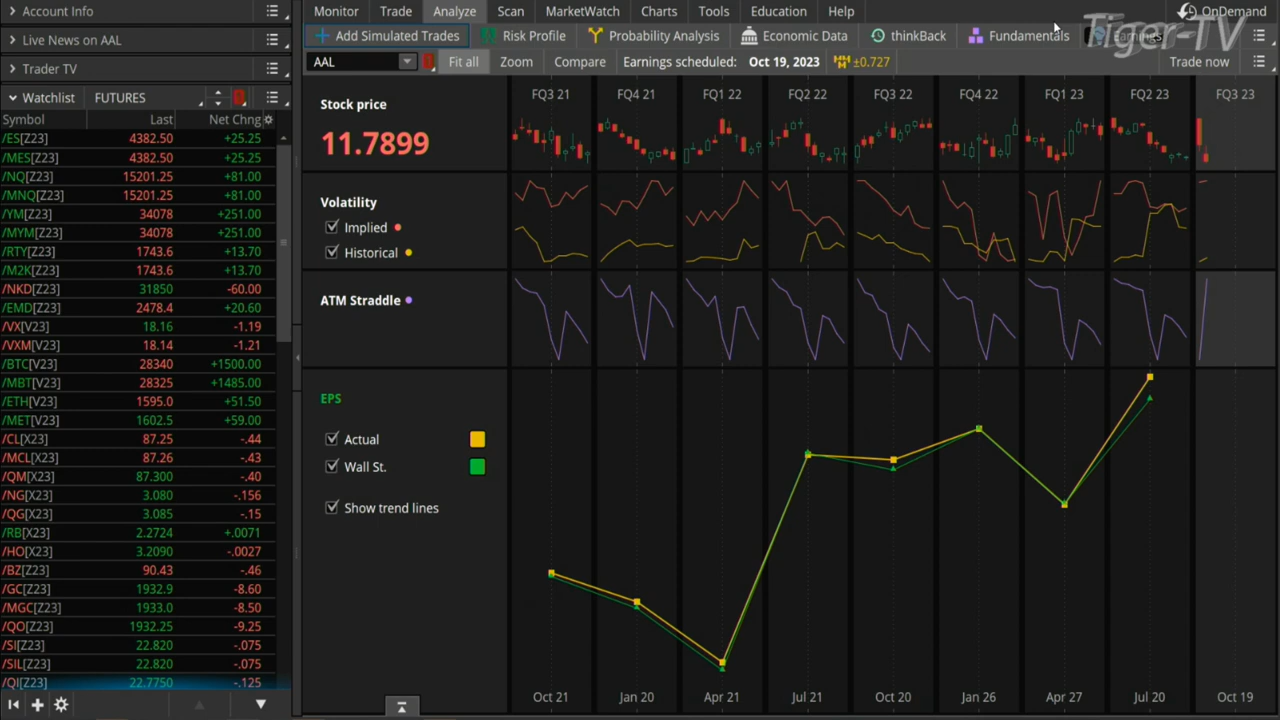 Account Info
Live News on AAL
Trader TV
Watchlist FUTURES
Symbol Last Net Chng
/ES[Z23] 4382.50 +25.25
/MES[Z23] 4382.50 +25.25
/NQ[Z23] 15201.25 +81.00
/MNQ[Z23] 15201.25 +81.00
/YM[Z23] 34078 +251.00
/MYM[Z23] 34078 +251.00
/RTY[Z23] 1743.6 +13.70
/M2K[Z23] 1743.6 +13.70
/NKD[Z23] 31850 -60.00
/EMD[Z23] 2478.4 +20.60
/VX[V23] 18.16 -1.19
/VXM[V23] 18.14 -1.21
/BTC[V23] 28340 +1500.00
/MBT[V23] 28325 +1485.00
/ETH[V23] 1595.0 +51.50
/MET[V23] 1602.5 +59.00
/CL[X23] 87.25 -.44
/MCL[X23] 87.26 -.43
/QM[X23] 87.300 -.40
/NG[X23] 3.080 -.156
/QG[X23] 3.085 -.15
/RB[X23] 2.2724 +.0071
/HO[X23] 3.2090 -.0027
/BZ[Z23] 90.43 -.46
/GC[Z23] 1932.9 -8.60
/MGC[Z23] 1933.0 -8.50
/QO[Z23] 1932.25 -9.25
/SI[Z23] 22.820 -.075
/SIL[Z23] 22.820 -.075
/QI[Z23] 22.7750 -.125
Monitor Trade Analyze Scan MarketWatch Charts Tools Education Help OnDemand
Tiger-TV
Add Simulated Trades Risk Profile Probability Analysis Economic Data thinkBack Fundamentals Earnings
AAL Fit all Zoom Compare Earnings scheduled: Oct 19, 2023 ±0.727 Trade now
FQ3 21 FQ4 21 FQ1 22 FQ2 22 FQ3 22 FQ4 22 FQ1 23 FQ2 23 FQ3 23
Stock price
11.7899
Volatility
Implied
Historical
ATM Straddle
EPS
Actual
Wall St.
Show trend lines
Oct 21 Jan 20 Apr 21 Jul 21 Oct 20 Jan 26 Apr 27 Jul 20 Oct 19